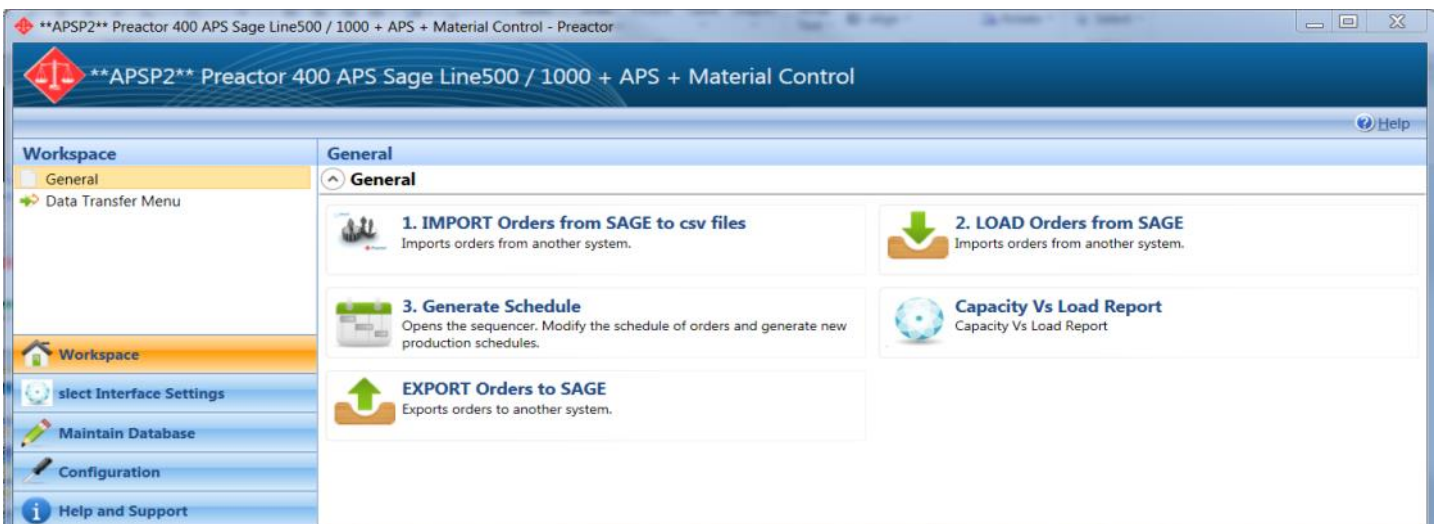 **APSP2** Preactor 400 APS Sage Line500 / 1000 + APS + Material Control - Preactor
**APSP2** Preactor 400 APS Sage Line500 / 1000 + APS + Material Control
Help
Workspace
General
Data Transfer Menu
General
General
1. IMPORT Orders from SAGE to csv files
Imports orders from another system.
2. LOAD Orders from SAGE
Imports orders from another system.
3. Generate Schedule
Opens the sequencer. Modify the schedule of orders and generate new
production schedules.
Capacity Vs Load Report
Capacity Vs Load Report
EXPORT Orders to SAGE
Exports orders to another system.
Workspace
slect Interface Settings
Maintain Database
Configuration
Help and Support